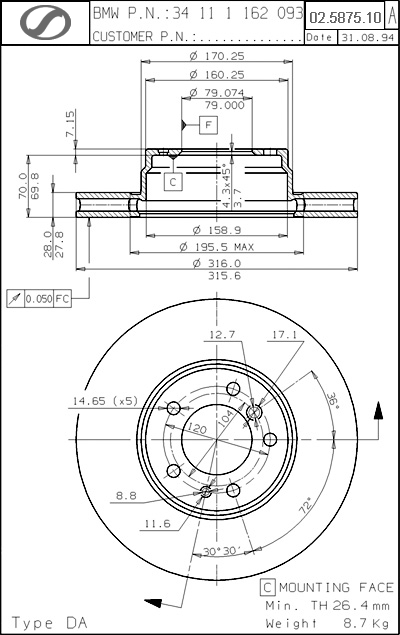 BMW P.N.:34 11 1 162 093
02.5875.10 A
CUSTOMER P.N.:..............
Date 31.08.94
Ø 170.25
Ø 160.25
Ø 79.074
79.000
7.15
F
C
4.3x45°
3.7
70.0
69.8
28.0
27.8
Ø 158.9
Ø 195.5 MAX
Ø 316.0
315.6
0.050 FC
12.7
17.1
36°
14.65 (x5)
104
120
8.8
11.6
72°
30°30'
C MOUNTING FACE
Min. TH 26.4 mm
Type DA
Weight 8.7 Kg